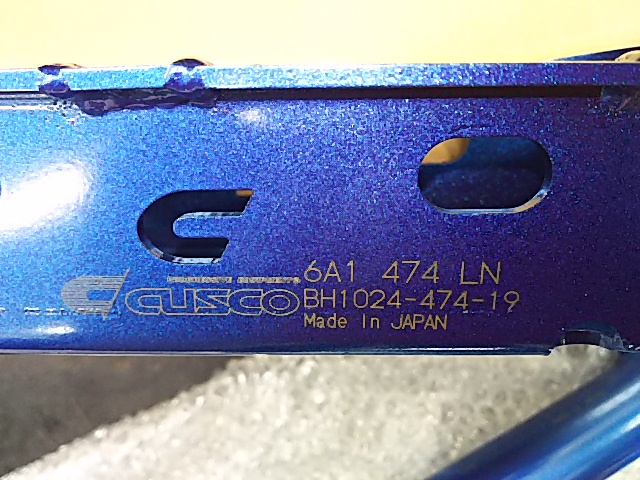 6A1 474 LN
CUSCO
BH1024-474-19
Made In JAPAN